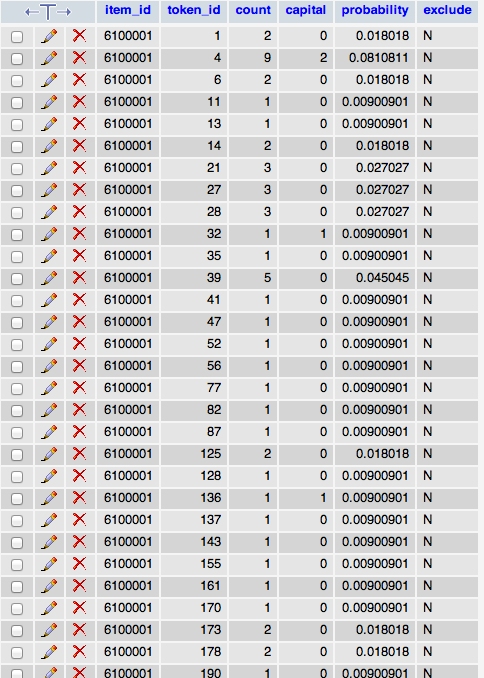 item_id token_id count capital probability exclude
6100001 1 2 0 0.018018 N
6100001 4 9 2 0.0810811 N
6100001 6 2 0 0.018018 N
6100001 11 1 0 0.00900901 N
6100001 13 1 0 0.00900901 N
6100001 14 2 0 0.018018 N
6100001 21 3 0 0.027027 N
6100001 27 3 0 0.027027 N
6100001 28 3 0 0.027027 N
6100001 32 1 1 0.00900901 N
6100001 35 1 0 0.00900901 N
6100001 39 5 0 0.045045 N
6100001 41 1 0 0.00900901 N
6100001 47 1 0 0.00900901 N
6100001 52 1 0 0.00900901 N
6100001 56 1 0 0.00900901 N
6100001 77 1 0 0.00900901 N
6100001 82 1 0 0.00900901 N
6100001 87 1 0 0.00900901 N
6100001 125 2 0 0.018018 N
6100001 128 1 0 0.00900901 N
6100001 136 1 1 0.00900901 N
6100001 137 1 0 0.00900901 N
6100001 143 1 0 0.00900901 N
6100001 155 1 0 0.00900901 N
6100001 161 1 0 0.00900901 N
6100001 170 1 0 0.00900901 N
6100001 173 2 0 0.018018 N
6100001 178 2 0 0.018018 N
6100001 190 1 0 0.00900901 N